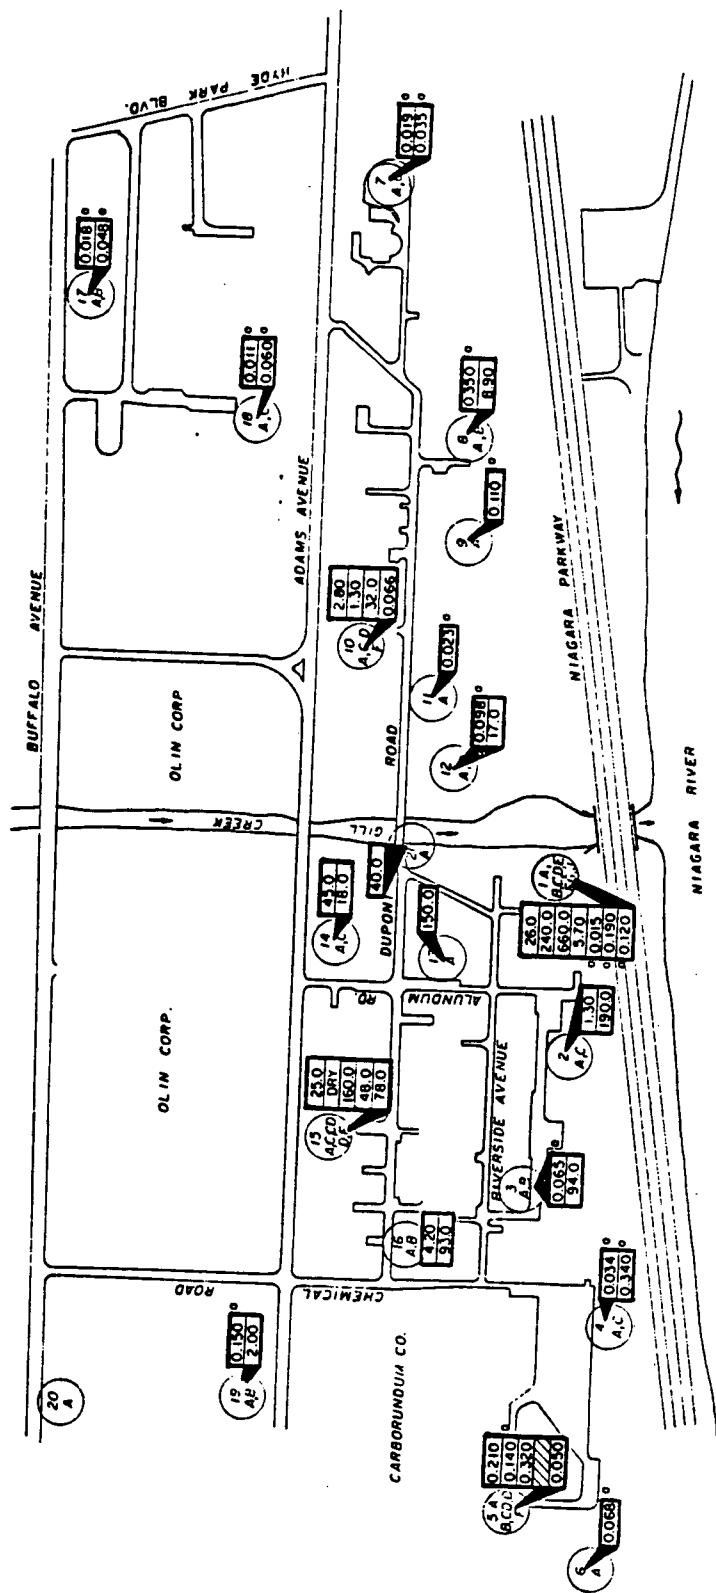 BUFFALO AVENUE
HYDE PARK BLVD.
17
A,B
0.018 o
0.048 o
18
A,C
0.011 o
0.060 o
ADAMS AVENUE
OLIN CORP
OLIN CORP.
7
0.019 o
0.035 o
8
0.350 o
8.90
9
0.110 o
10
A,C,D
2.80
1.30
32.0
0.066
11
A
0.023 o
12
0.098 o
17.0
DUPONT ROAD
GILL CREEK
40.0
14
A,C
45.0
18.0
150.0
ALUNDUM RD.
1 A,
B,C,D,E
26.0
240.0
660.0
5.70
0.015 o
0.190 o
0.120 o
2
A,C
1.30
190.0
15
A,C,CD
D,F
25.0
DRY
160.0
48.0
78.0
RIVERSIDE AVENUE
3
0.065 o
94.0
16
A,B
4.20
93.0
CHEMICAL ROAD
4
A,C
0.034 o
0.340
19
A,B
0.150 o
2.00
20
A
CARBORUNDUM CO.
5 A
B,CD,D
0.210 o
0.140
0.320
0.050
6
A
0.068 o
NIAGARA PARKWAY
NIAGARA RIVER